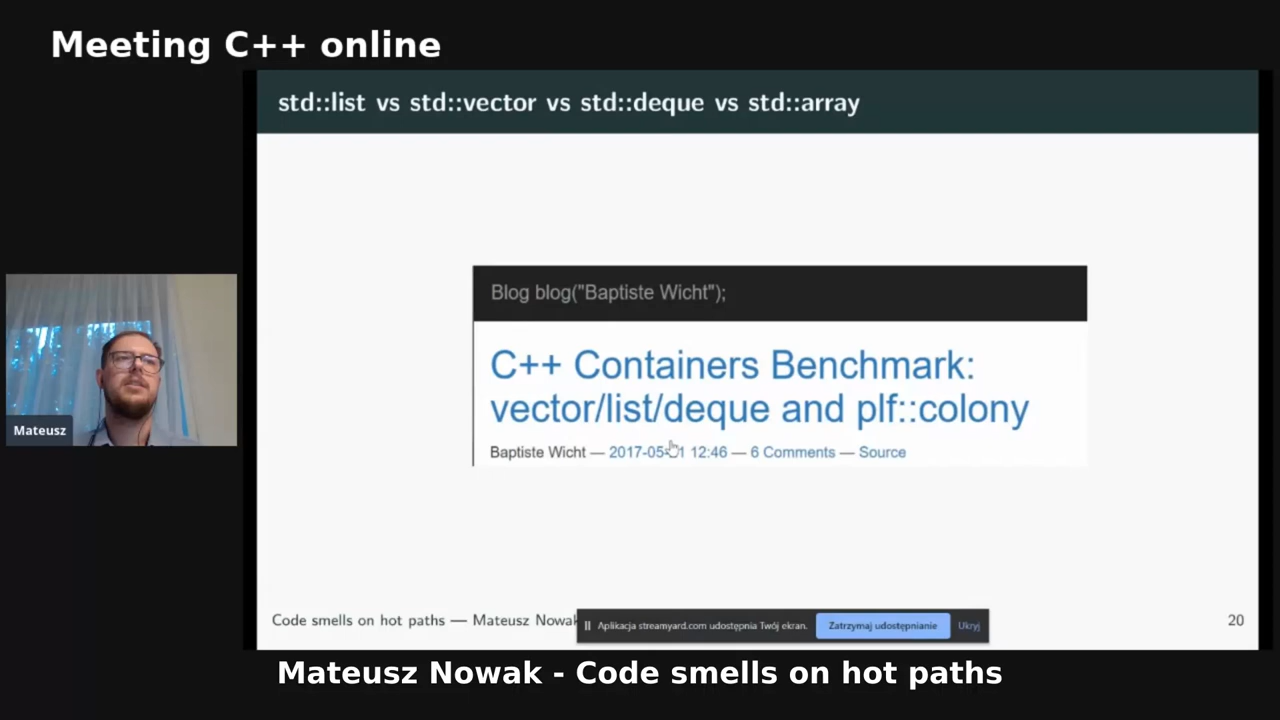 Meeting C++ online
std::list vs std::vector vs std::deque vs std::array
Blog blog("Baptiste Wicht");
C++ Containers Benchmark:
vector/list/deque and plf::colony
Baptiste Wicht — 2017-05- 1 12:46 — 6 Comments — Source
Mateusz
Code smells on hot paths — Mateusz Nowak
Aplikacja streamyard.com udostępnia Twój ekran.
Zatrzymaj udostępnianie
Ukryj
20
Mateusz Nowak - Code smells on hot paths